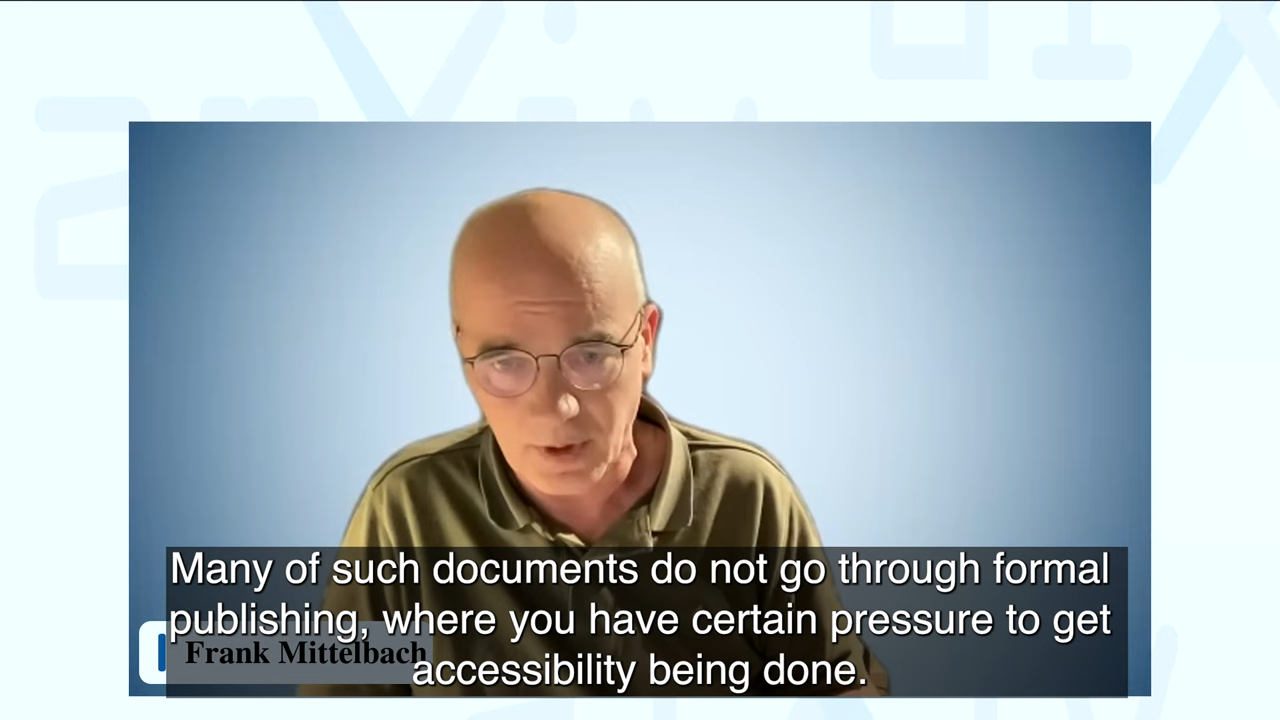 Many of such documents do not go through formal
publishing, where you have certain pressure to get
Frank Mittelbach
accessibility being done.